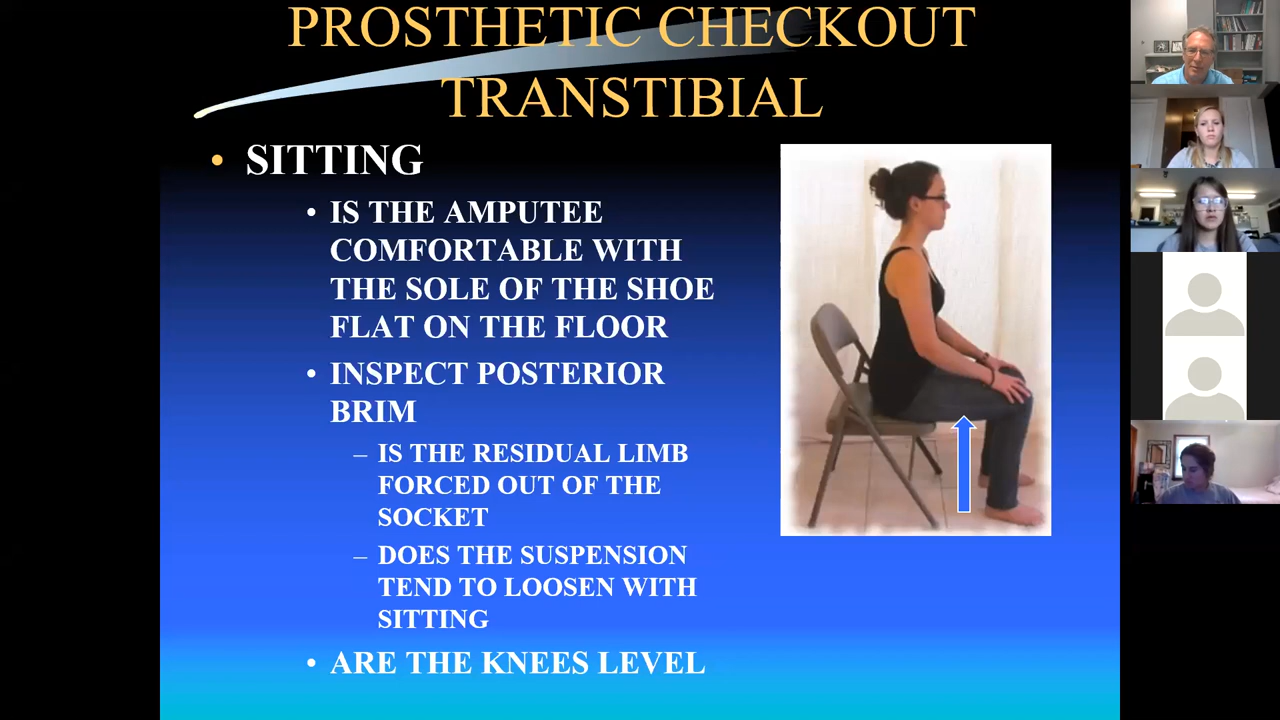 PROSTHETIC CHECKOUT
TRANSTIBIAL
• SITTING
• IS THE AMPUTEE
COMFORTABLE WITH
THE SOLE OF THE SHOE
FLAT ON THE FLOOR
• INSPECT POSTERIOR
BRIM
– IS THE RESIDUAL LIMB
FORCED OUT OF THE
SOCKET
– DOES THE SUSPENSION
TEND TO LOOSEN WITH
SITTING
• ARE THE KNEES LEVEL